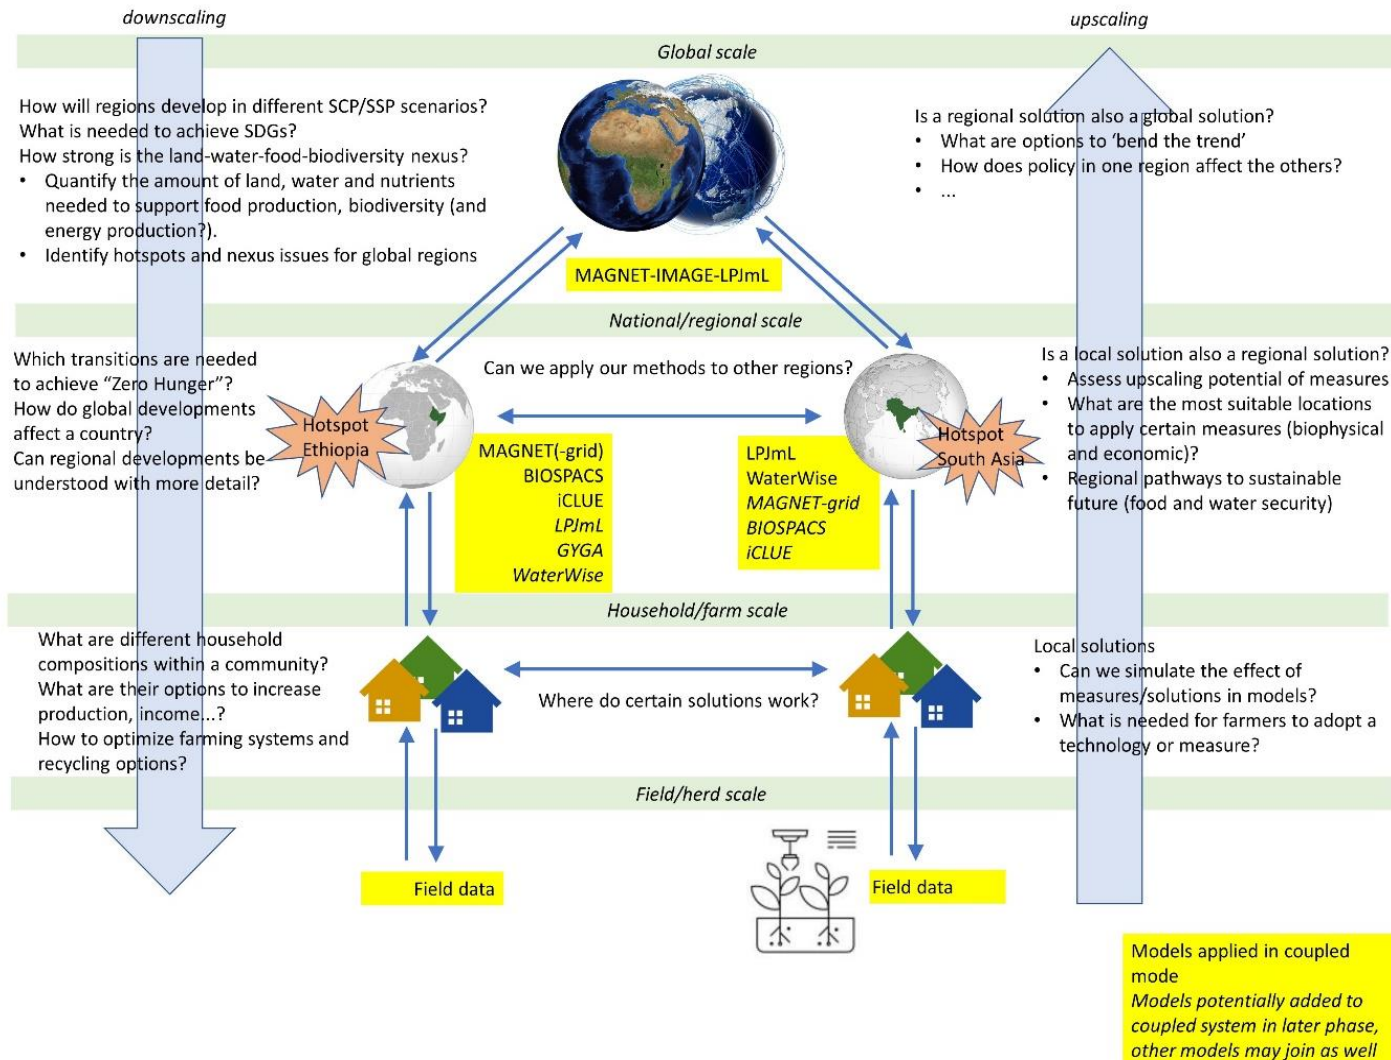 downscaling
upscaling
Global scale
How will regions develop in different SCP/SSP scenarios?
What is needed to achieve SDGs?
How strong is the land-water-food-biodiversity nexus?
• Quantify the amount of land, water and nutrients
needed to support food production, biodiversity (and
energy production?).
• Identify hotspots and nexus issues for global regions
Is a regional solution also a global solution?
• What are options to ‘bend the trend’
• How does policy in one region affect the others?
• ...
MAGNET-IMAGE-LPJmL
National/regional scale
Which transitions are needed
to achieve “Zero Hunger”?
How do global developments
affect a country?
Can regional developments be
understood with more detail?
Hotspot
Ethiopia
Can we apply our methods to other regions?
MAGNET(-grid)
BIOSPACS
iCLUE
LPJmL
GYGA
WaterWise
LPJmL
WaterWise
MAGNET-grid
BIOSPACS
iCLUE
Hotspot
South Asia
Is a local solution also a regional solution?
• Assess upscaling potential of measures
• What are the most suitable locations
to apply certain measures (biophysical
and economic)?
• Regional pathways to sustainable
future (food and water security)
Household/farm scale
What are different household
compositions within a community?
What are their options to increase
production, income...?
How to optimize farming systems and
recycling options?
Where do certain solutions work?
Local solutions
• Can we simulate the effect of
measures/solutions in models?
• What is needed for farmers to adopt a
technology or measure?
Field/herd scale
Field data
Field data
Models applied in coupled
mode
Models potentially added to
coupled system in later phase,
other models may join as well